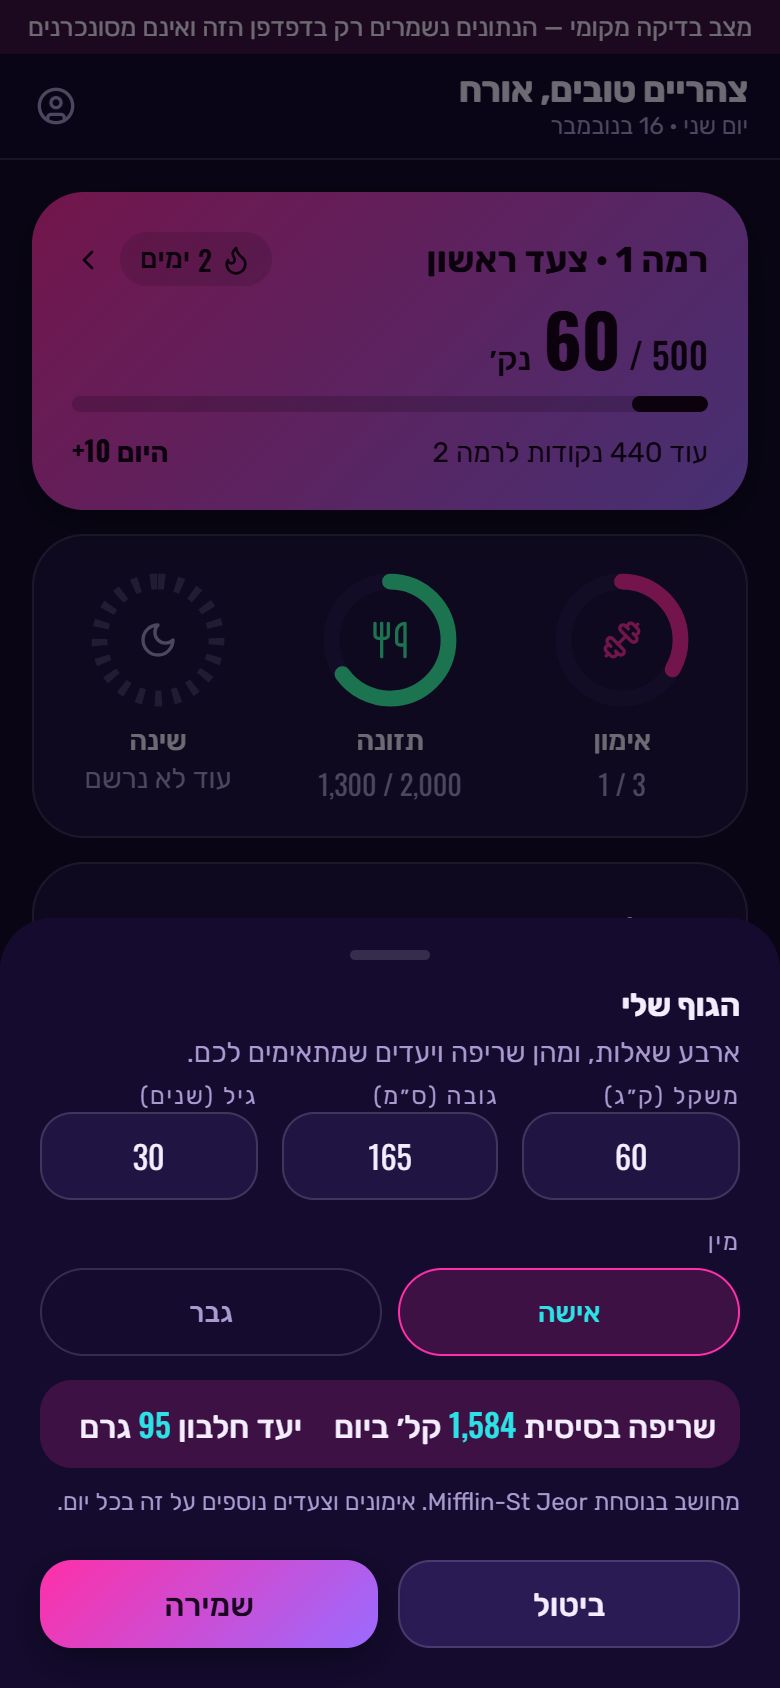 מצב בדיקה מקומי – הנתונים נשמרים רק בדפדפן הזה ואינם מסונכרנים
צהריים טובים, אורח
יום שני • 16 בנובמבר
רמה 1 • צעד ראשון
2 ימים
60 / 500 נק׳
עוד 440 נקודות לרמה 2
היום 10+
אימון
1 / 3
תזונה
1,300 / 2,000
שינה
עוד לא נרשם
הגוף שלי
ארבע שאלות, ומהן שריפה ויעדים שמתאימים לכם.
משקל (ק״ג)
גובה (ס״מ)
גיל (שנים)
60
165
30
מין
אישה
גבר
שריפה בסיסית 1,584 קל׳ ביום
יעד חלבון 95 גרם
מחושב בנוסחת Mifflin-St Jeor. אימונים וצעדים נוספים על זה בכל יום.
ביטול
שמירה